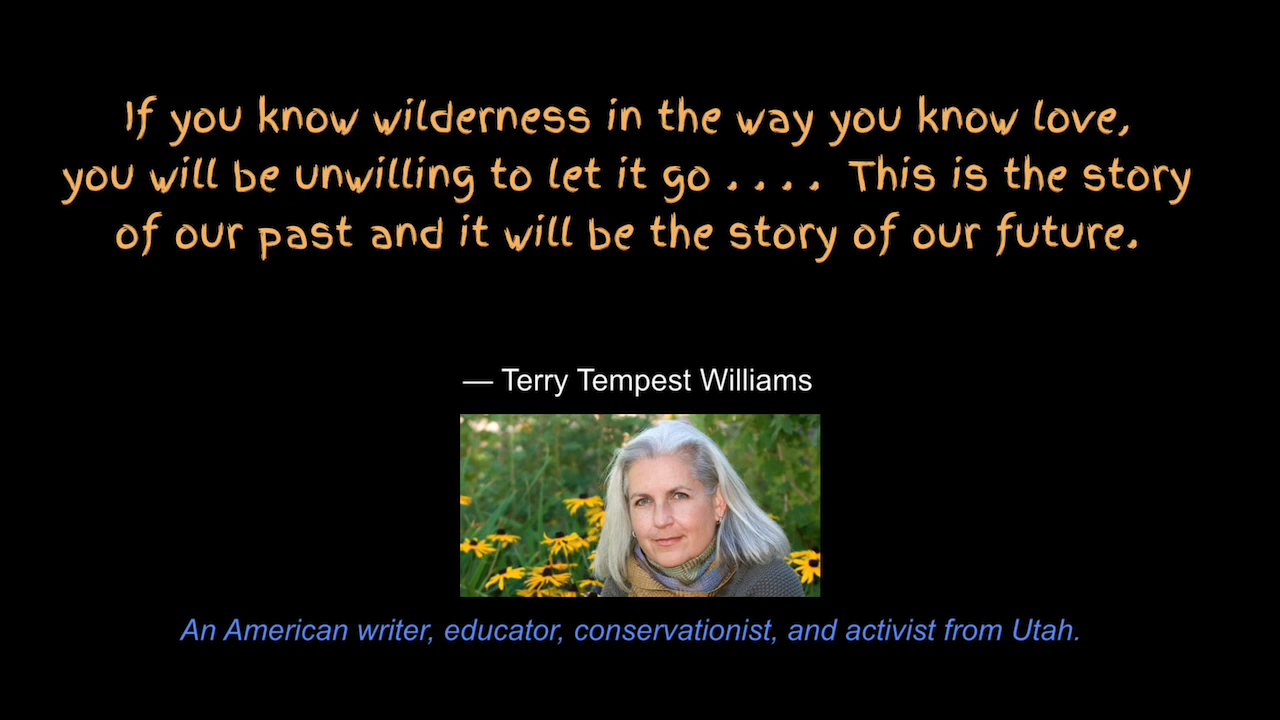 If you know wilderness in the way you know love,
you will be unwilling to let it go . . . .  This is the story
of our past and it will be the story of our future.
— Terry Tempest Williams
An American writer, educator, conservationist, and activist from Utah.